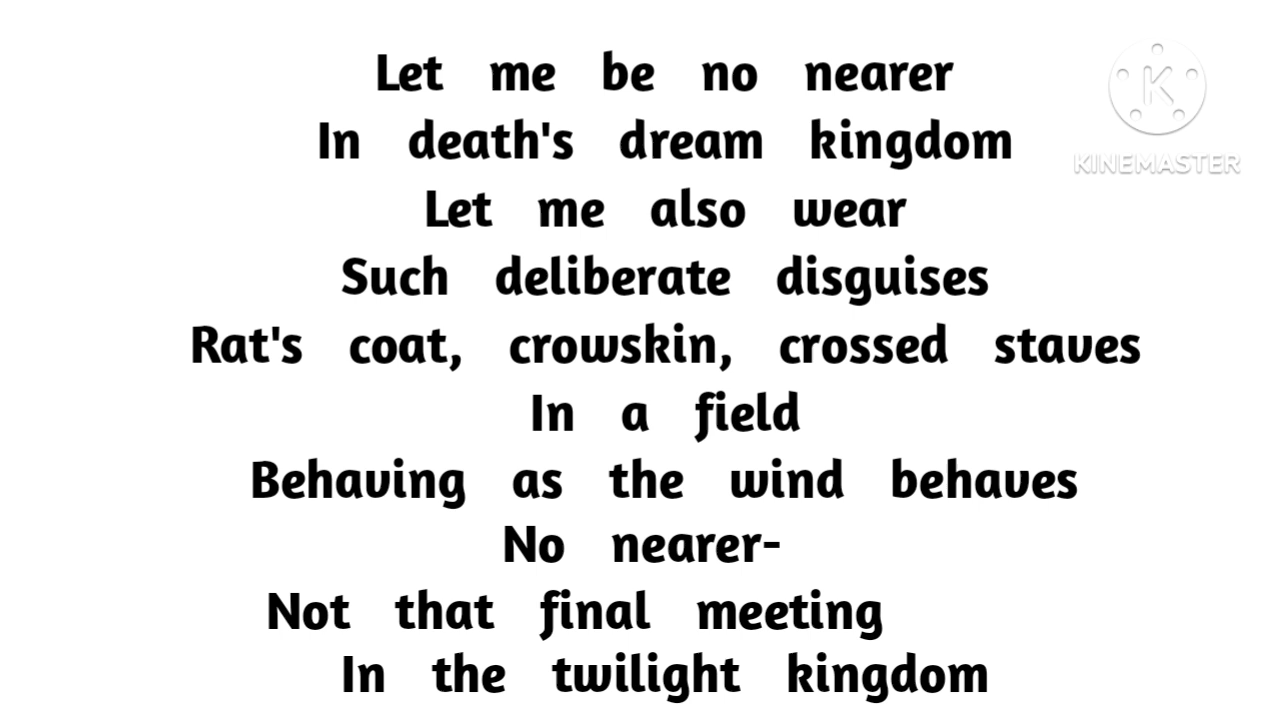 Let me be no nearer
In death's dream kingdom
Let me also wear
Such deliberate disguises
Rat's coat, crowskin, crossed staves
In a field
Behaving as the wind behaves
No nearer-
Not that final meeting
In the twilight kingdom
K
KINEMASTER